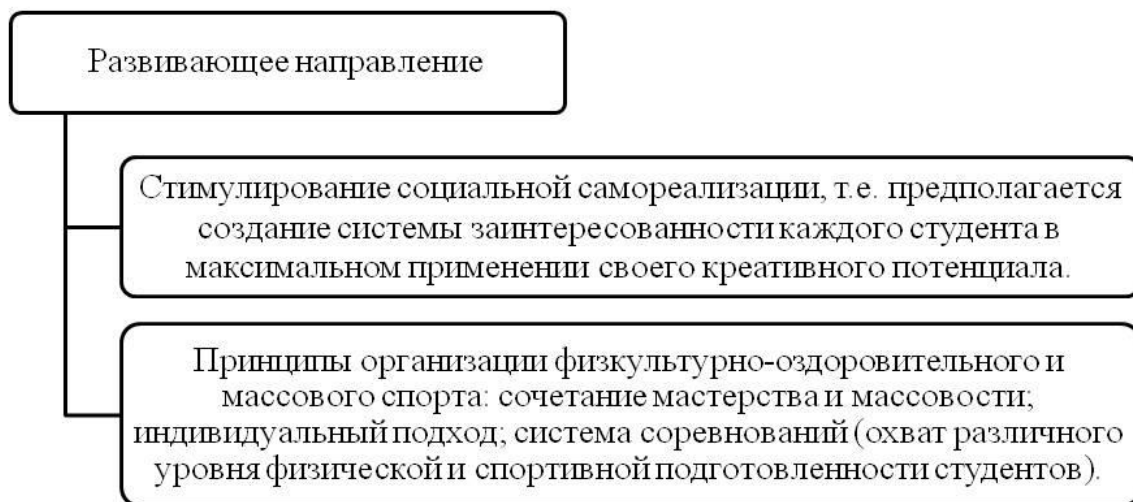 Развивающее направление
Стимулирование социальной самореализации, т.е. предполагается
создание системы заинтересованности каждого студента в
максимальном применении своего креативного потенциала.
Принципы организации физкультурно-оздоровительного и
массового спорта: сочетание мастерства и массовости;
индивидуальный подход; система соревнований (охват различного
уровня физической и спортивной подготовленности студентов).